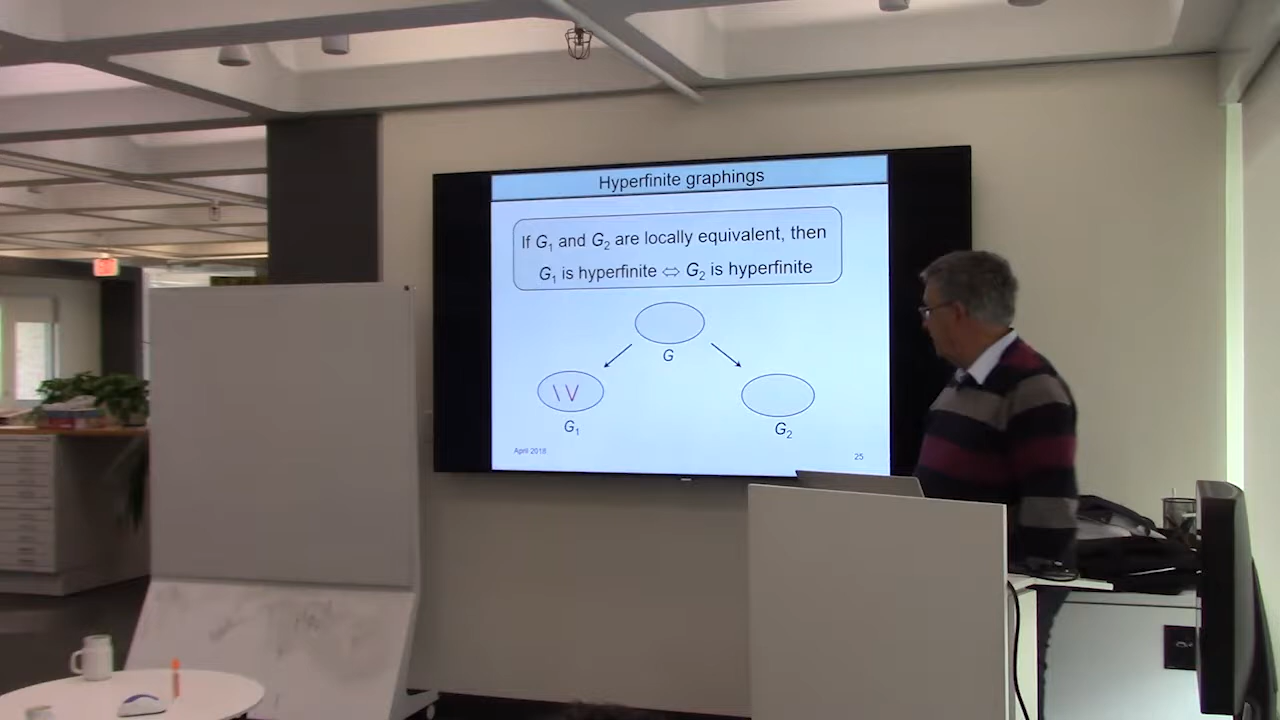 Hyperfinite graphings
If G₁ and G₂ are locally equivalent, then
G₁ is hyperfinite ⇔ G₂ is hyperfinite
G
G₁
G₂
April 2018
25